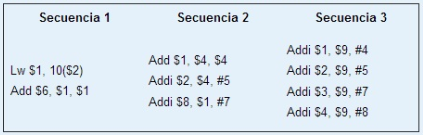 Secuencia 1
Lw $1, 10($2)
Add $6, $1, $1
Secuencia 2
Add $1, $4, $4
Addi $2, $4, #5
Addi $8, $1, #7
Secuencia 3
Addi $1, $9, #4
Addi $2, $9, #5
Addi $3, $9, #7
Addi $4, $9, #8